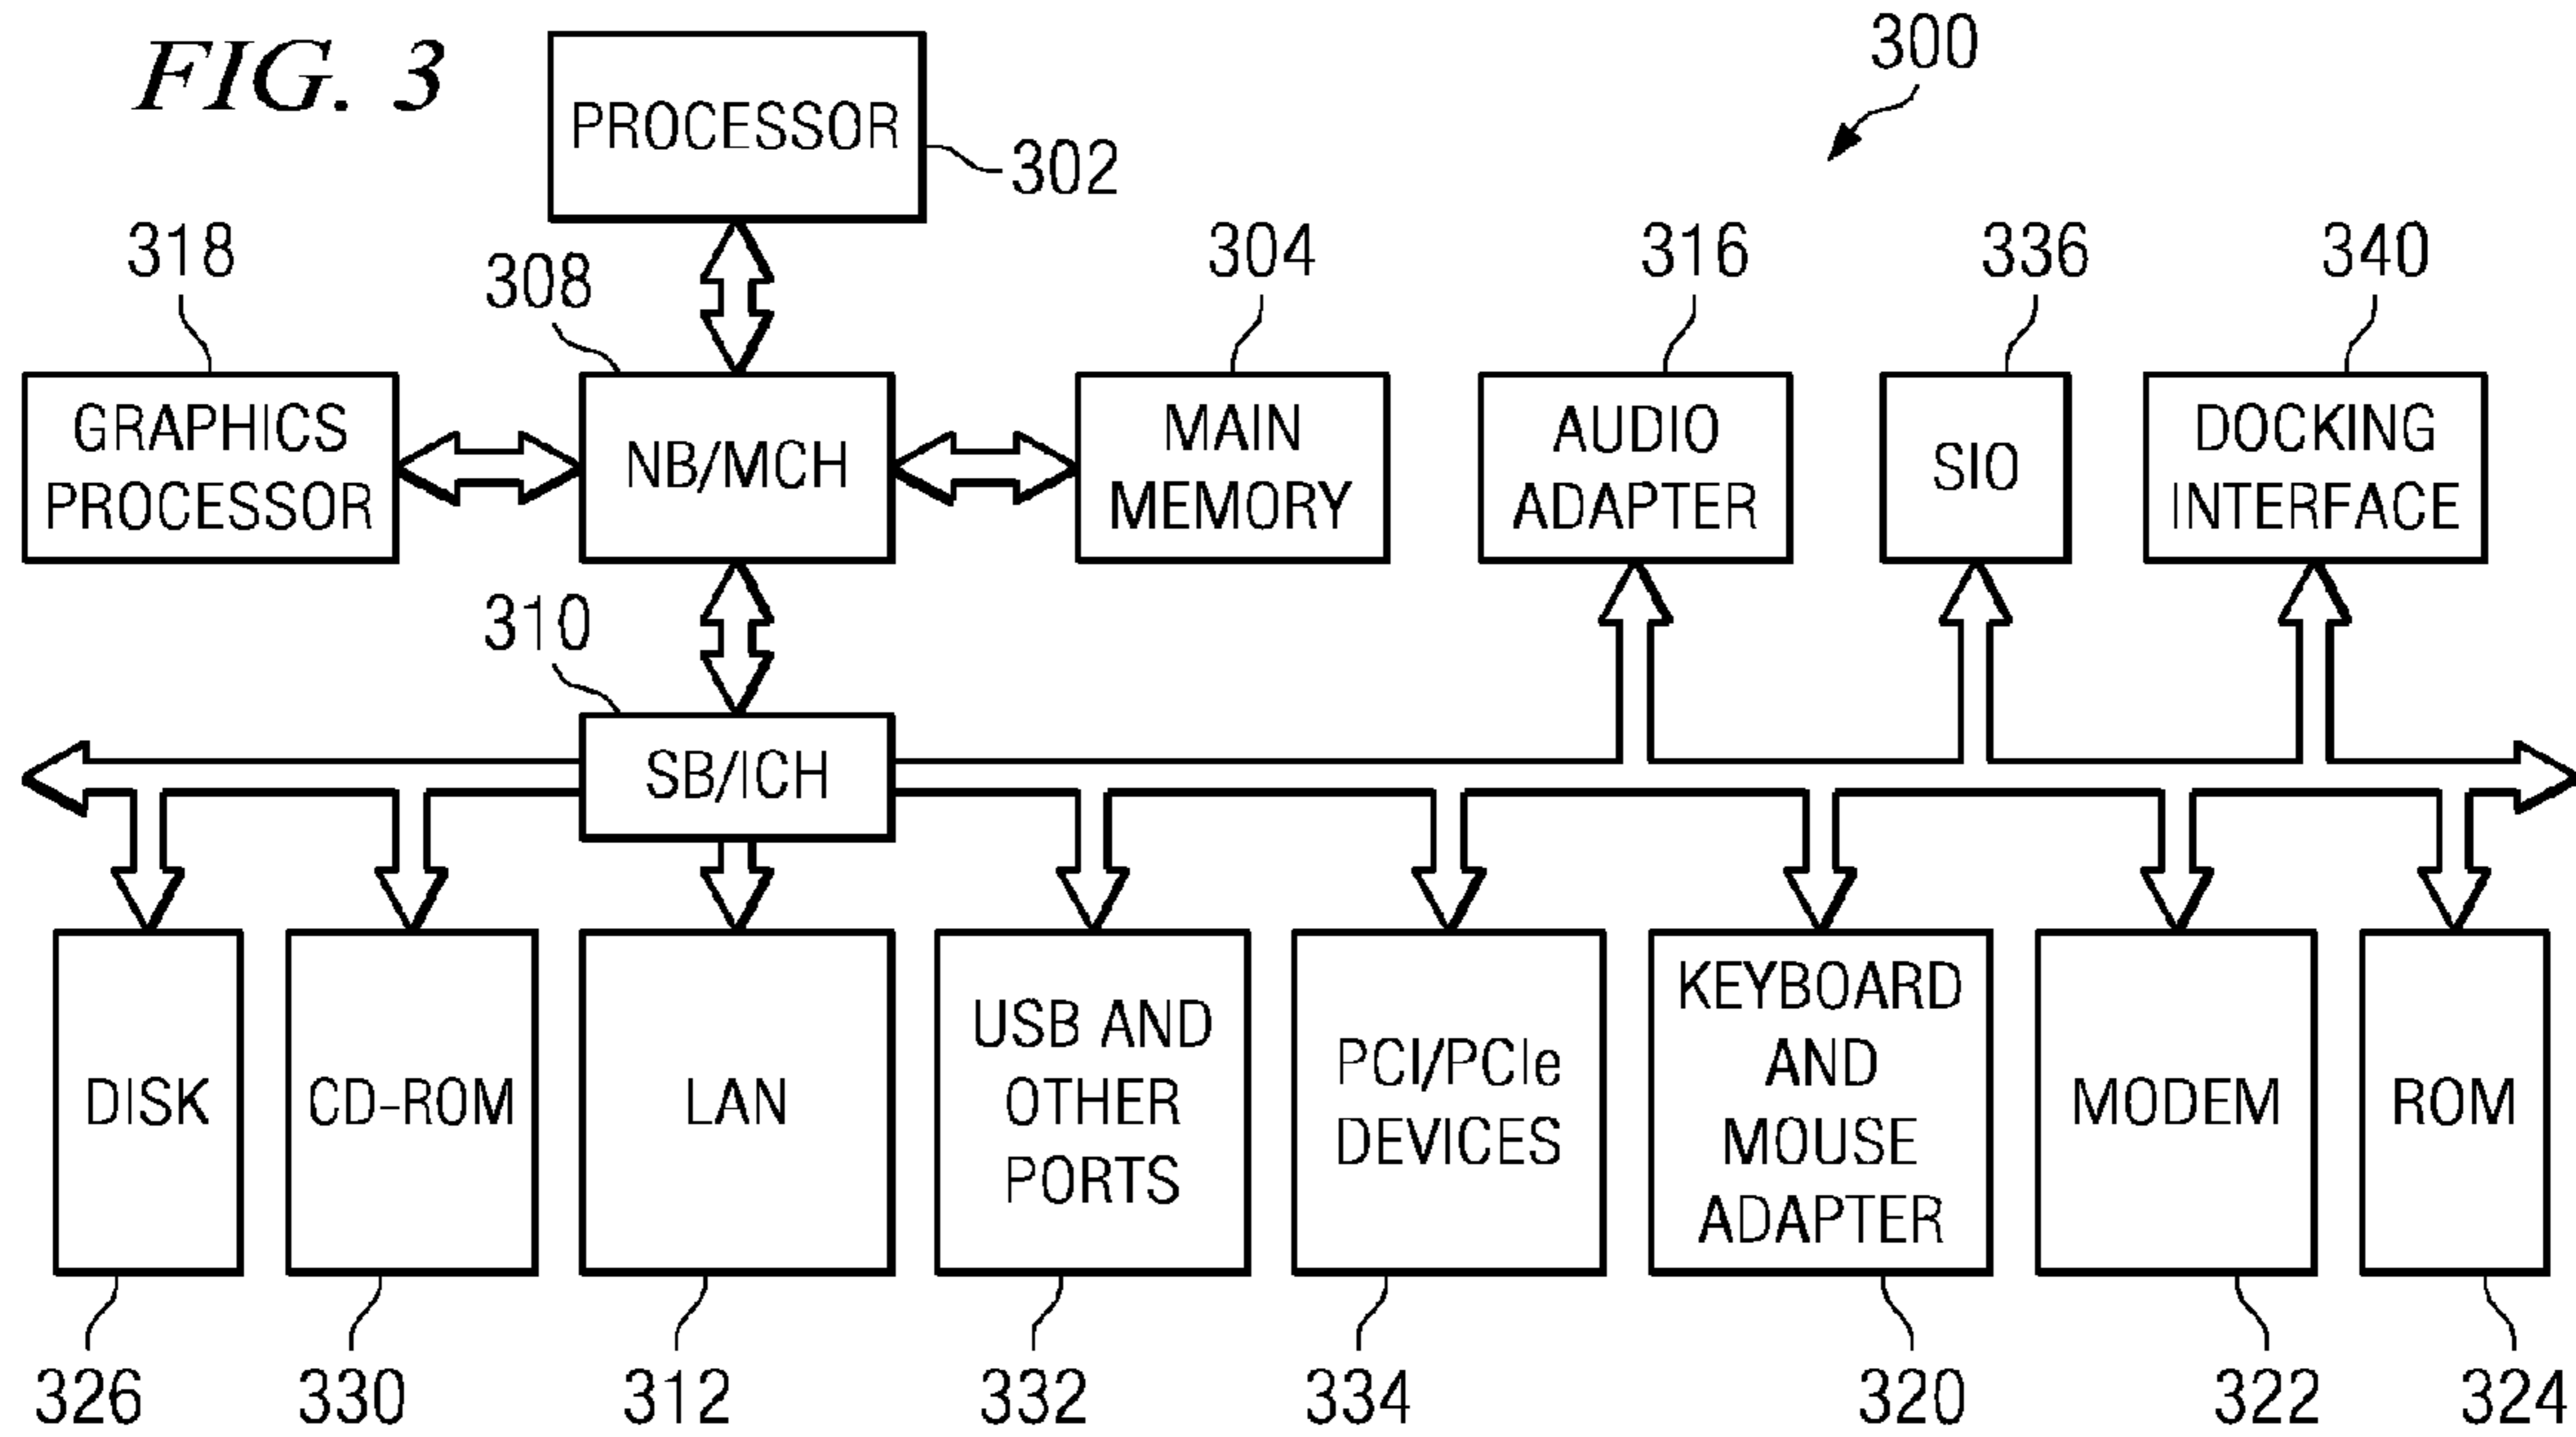 FIG. 3
300
PROCESSOR
302
318
308
304
316
336
340
GRAPHICS
PROCESSOR
NB/MCH
MAIN
MEMORY
AUDIO
ADAPTER
SIO
DOCKING
INTERFACE
310
SB/ICH
DISK
CD-ROM
LAN
USB AND
OTHER
PORTS
PCI/PCIe
DEVICES
KEYBOARD
AND
MOUSE
ADAPTER
MODEM
ROM
326
330
312
332
334
320
322
324